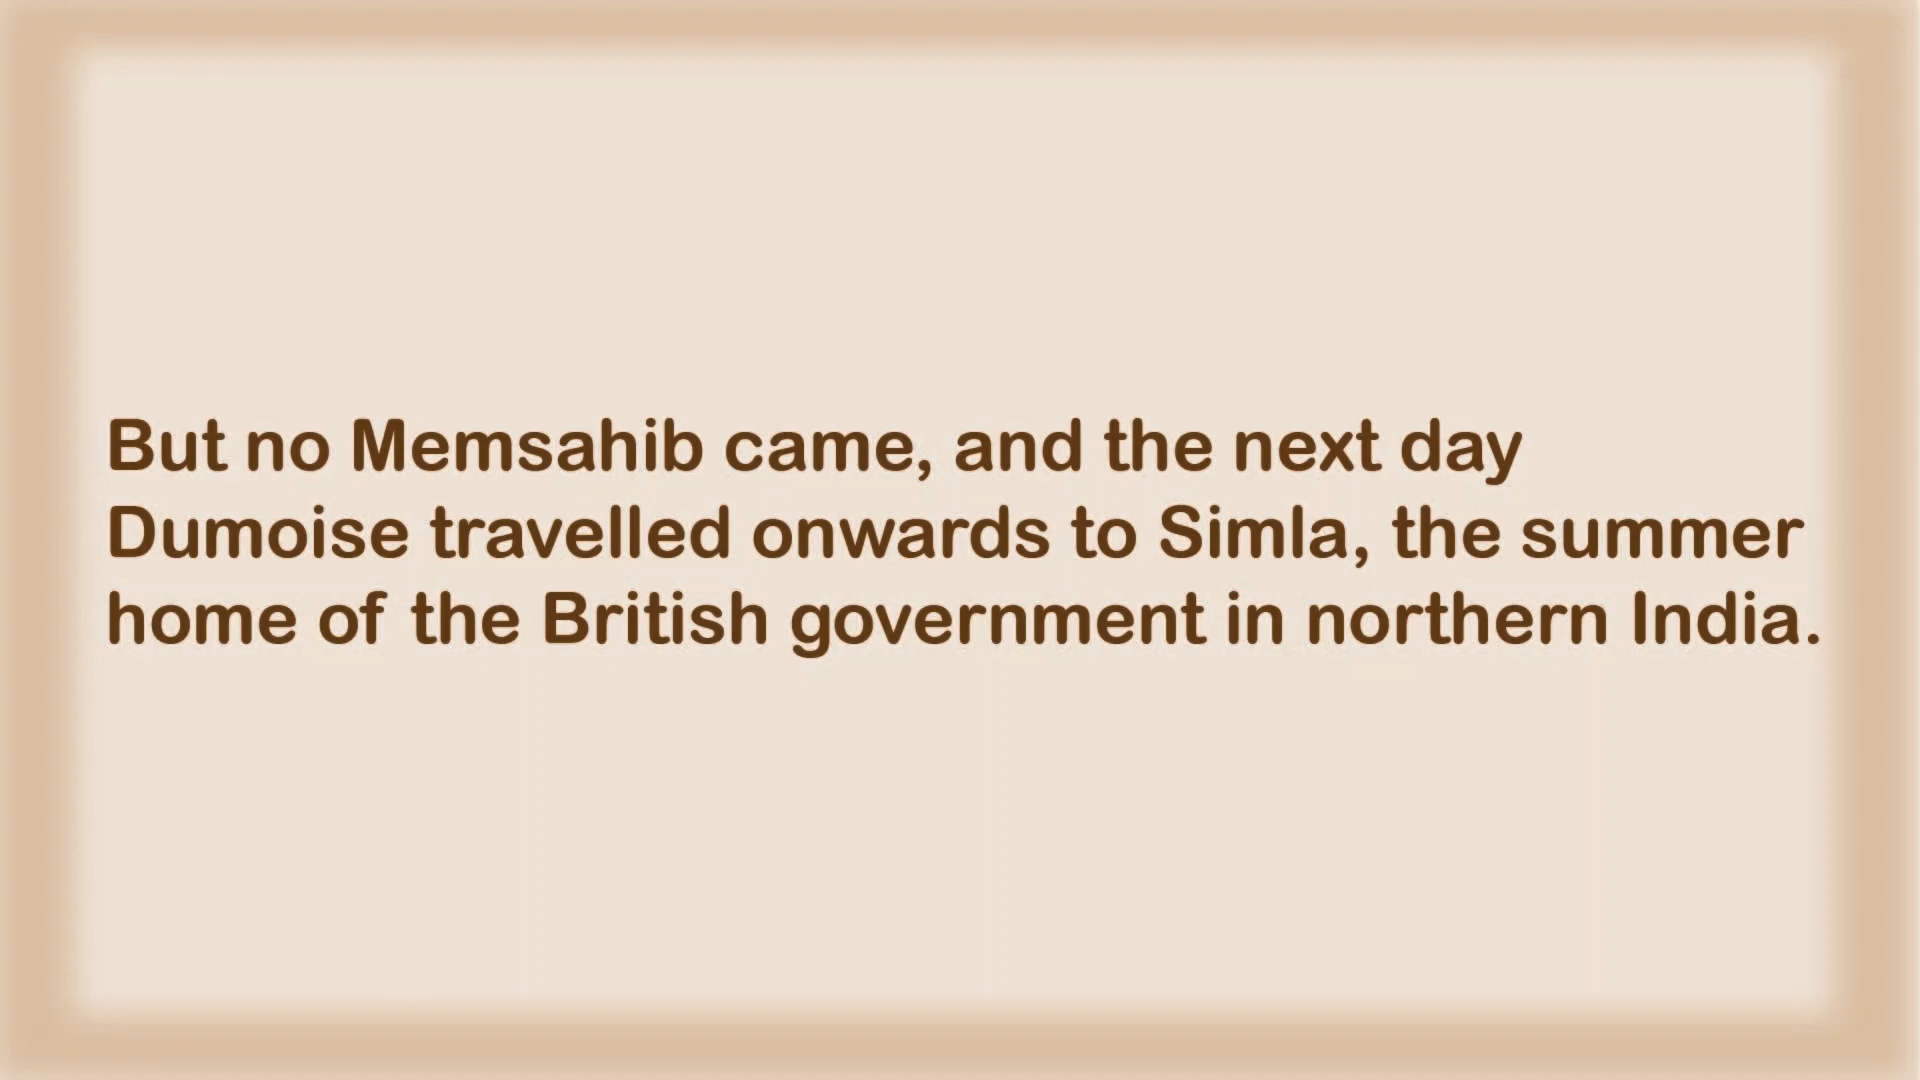 But no Memsahib came, and the next day
Dumoise travelled onwards to Simla, the summer
home of the British government in northern India.